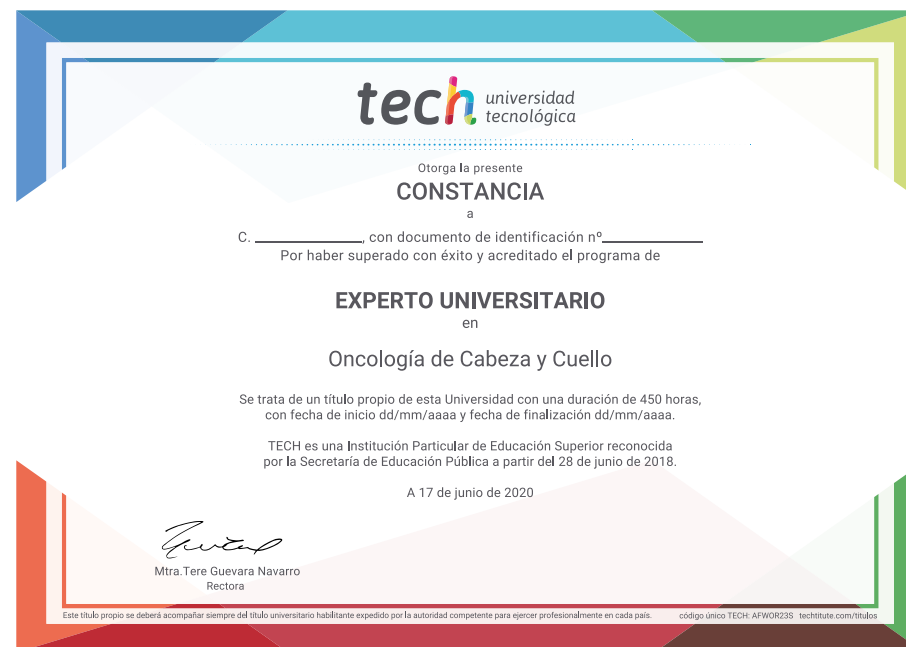 tech universidad
tecnológica
Otorga la presente
CONSTANCIA
a
C. ______________, con documento de identificación nº_____________
Por haber superado con éxito y acreditado el programa de
EXPERTO UNIVERSITARIO
en
Oncología de Cabeza y Cuello
Se trata de un título propio de esta Universidad con una duración de 450 horas,
con fecha de inicio dd/mm/aaaa y fecha de finalización dd/mm/aaaa.
TECH es una Institución Particular de Educación Superior reconocida
por la Secretaría de Educación Pública a partir del 28 de junio de 2018.
A 17 de junio de 2020
Mtra.Tere Guevara Navarro
Rectora
Este título propio se deberá acompañar siempre del título universitario habilitante expedido por la autoridad competente para ejercer profesionalmente en cada país. código único TECH: AFWOR23S techtitute.com/titulos